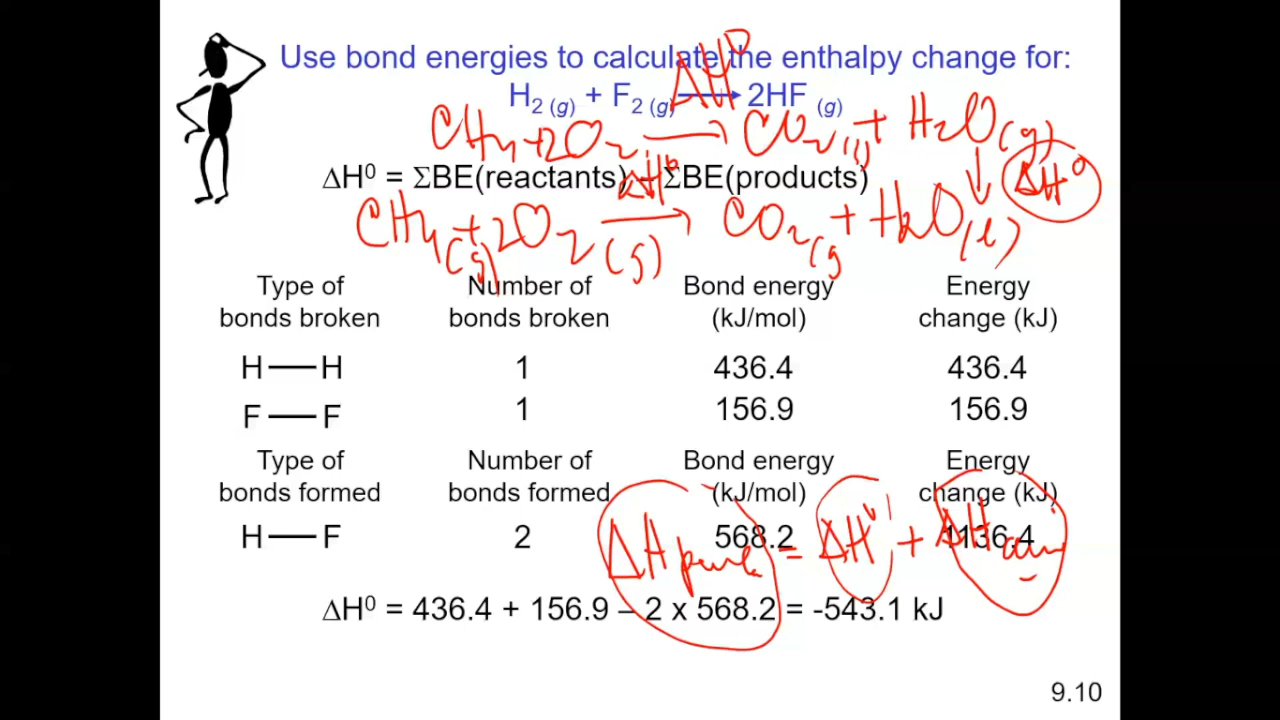 Use bond energies to calculate the enthalpy change for:
H₂ (g) + F₂ (g) → 2HF (g)
ΔH⁰
CH₄ + 2O₂ → CO₂ + H₂O(g)
ΔH⁰ = ΣBE(reactants) – ΣBE(products)
ΔH⁰
ΔH⁰
CH₄(g) + 2O₂(g) → CO₂(g + H₂O(l)
Type of bonds broken Number of bonds broken Bond energy (kJ/mol) Energy change (kJ)
H—H 1 436.4 436.4
F—F 1 156.9 156.9
Type of bonds formed Number of bonds formed Bond energy (kJ/mol) Energy change (kJ)
H—F 2 568.2 1136.4
ΔH = ΔH + ΔH
ΔH⁰ = 436.4 + 156.9 – 2 x 568.2 = -543.1 kJ
9.10